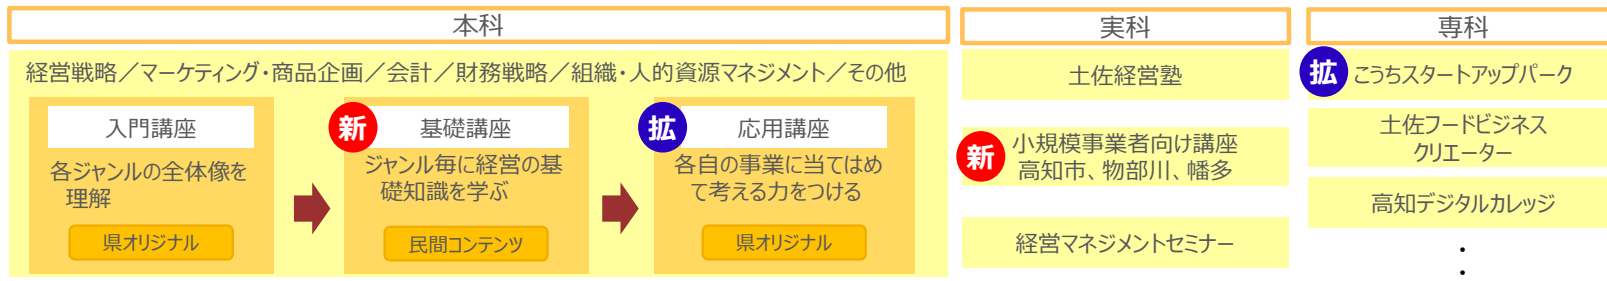 本科
経営戦略／マーケティング・商品企画／会計／財務戦略／組織・人的資源マネジメント／その他
入門講座
各ジャンルの全体像を
理解
県オリジナル
新
基礎講座
ジャンル毎に経営の基
礎知識を学ぶ
民間コンテンツ
拡
応用講座
各自の事業に当てはめ
て考える力をつける
県オリジナル
実科
土佐経営塾
新
小規模事業者向け講座
高知市、物部川、幡多
経営マネジメントセミナー
専科
拡
こうちスタートアップパーク
土佐フードビジネス
クリエーター
高知デジタルカレッジ
・
・